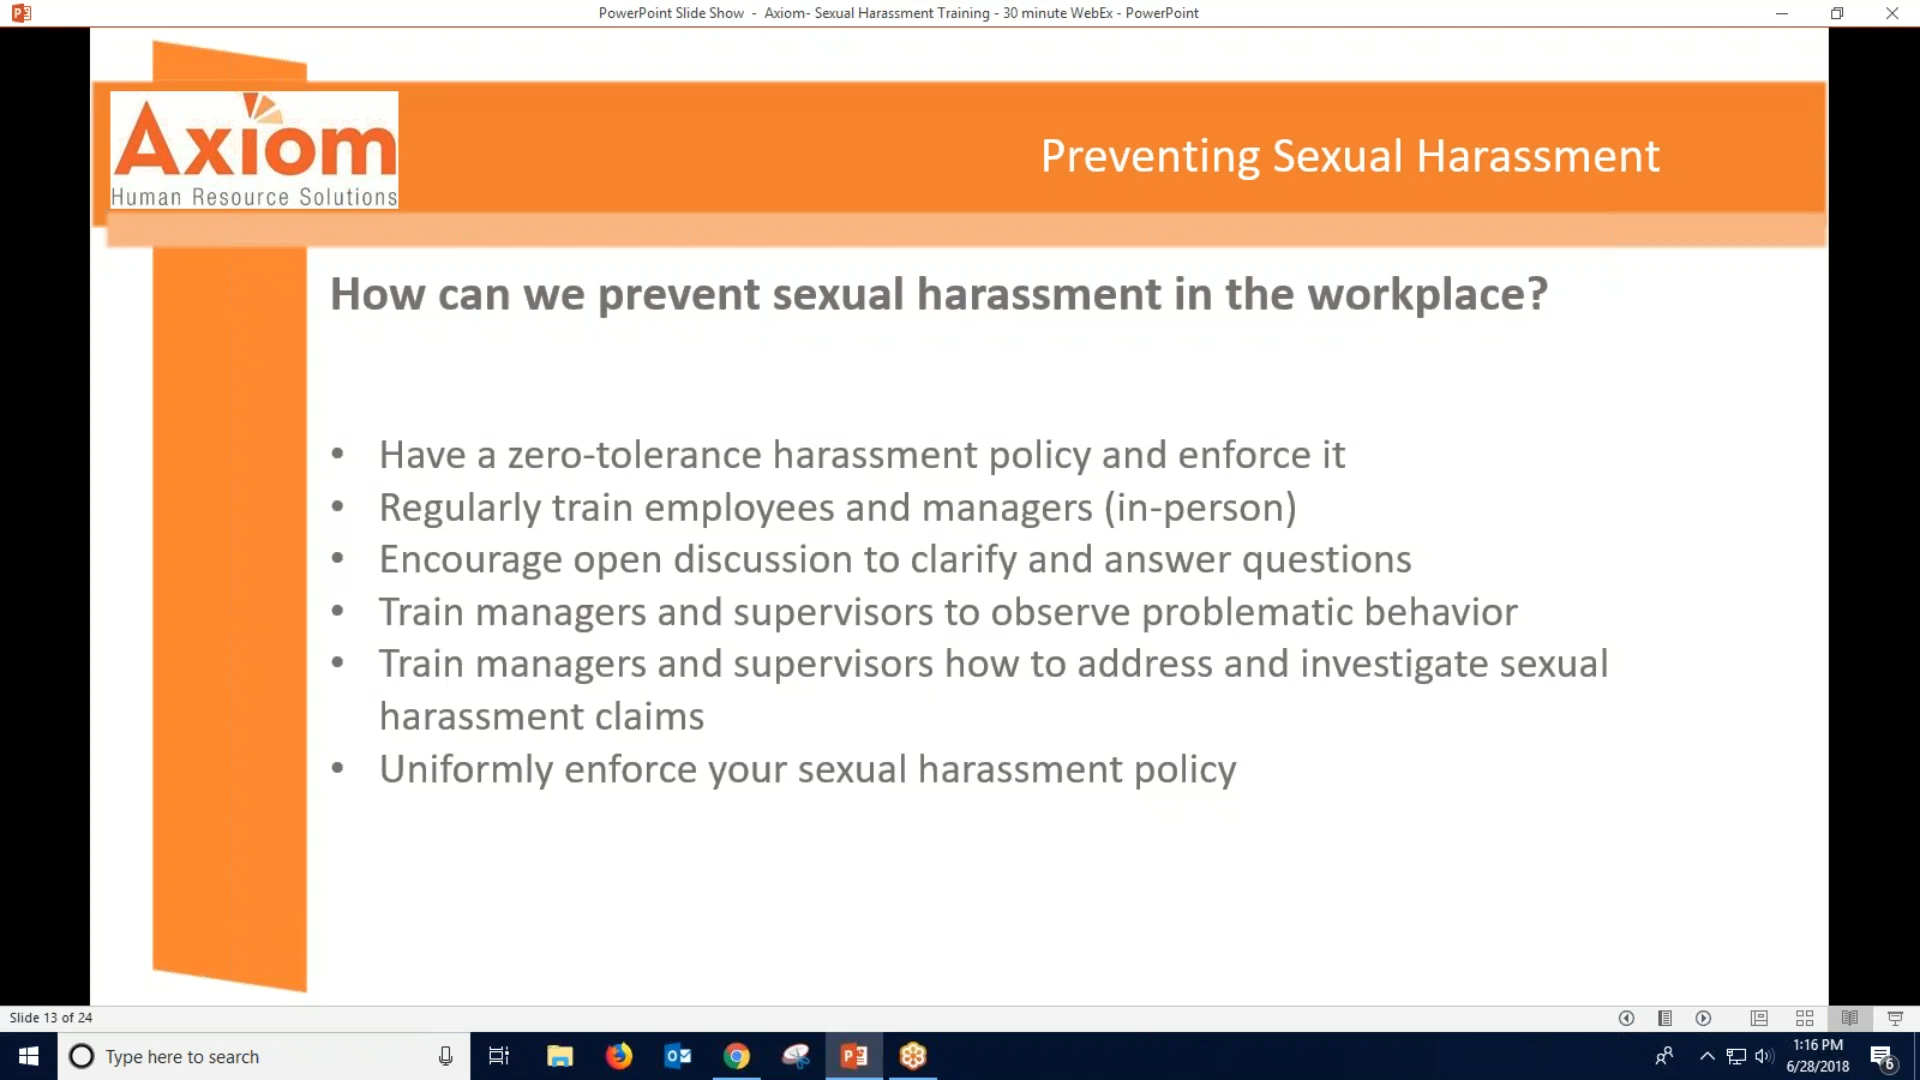 PowerPoint Slide Show - Axiom- Sexual Harassment Training - 30 minute WebEx - PowerPoint
Axiom
Human Resource Solutions
Preventing Sexual Harassment
How can we prevent sexual harassment in the workplace?
• Have a zero-tolerance harassment policy and enforce it
• Regularly train employees and managers (in-person)
• Encourage open discussion to clarify and answer questions
• Train managers and supervisors to observe problematic behavior
• Train managers and supervisors how to address and investigate sexual
harassment claims
• Uniformly enforce your sexual harassment policy
Slide 13 of 24
Type here to search
1:16 PM
6/28/2018
6